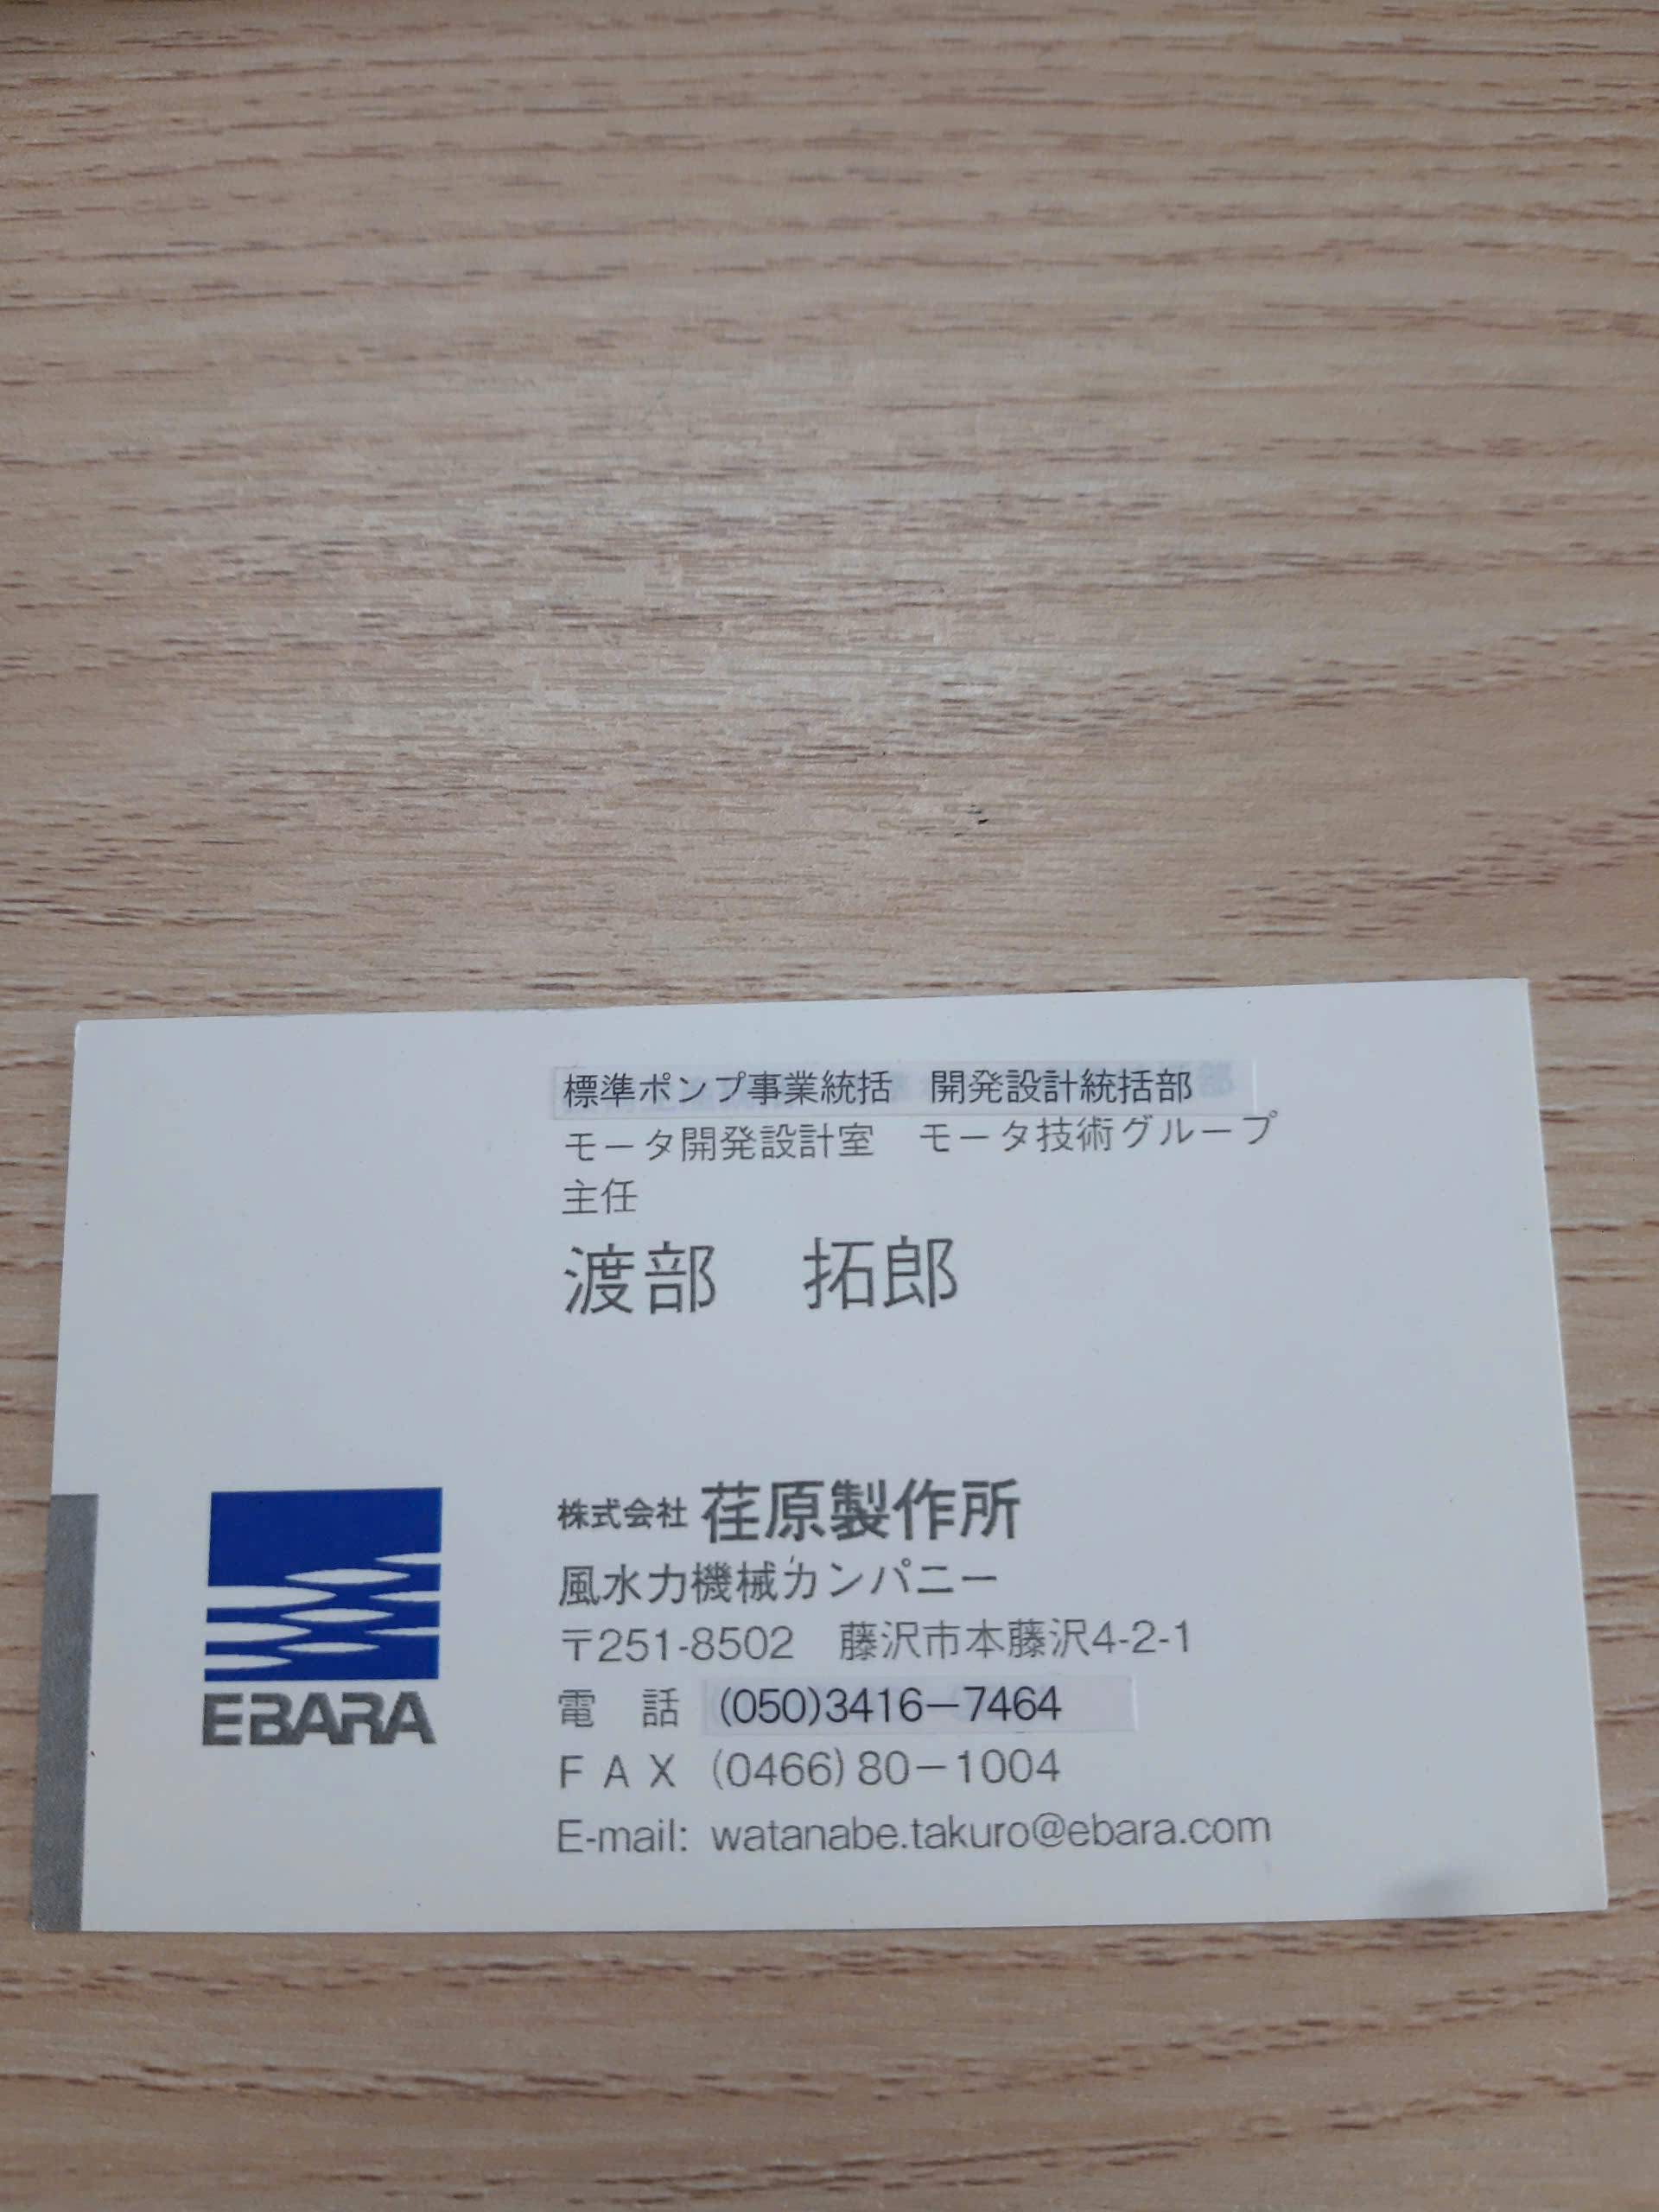 標準ポンプ事業統括　開発設計統括部
モータ開発設計室　モータ技術グループ
主任
渡部　拓郎
株式会社 荏原製作所
風水力機械カンパニー
〒251-8502　藤沢市本藤沢4-2-1
電　話 (050)3416−7464
ＦＡＸ (0466)80−1004
E-mail: watanabe.takuro@ebara.com
EBARA